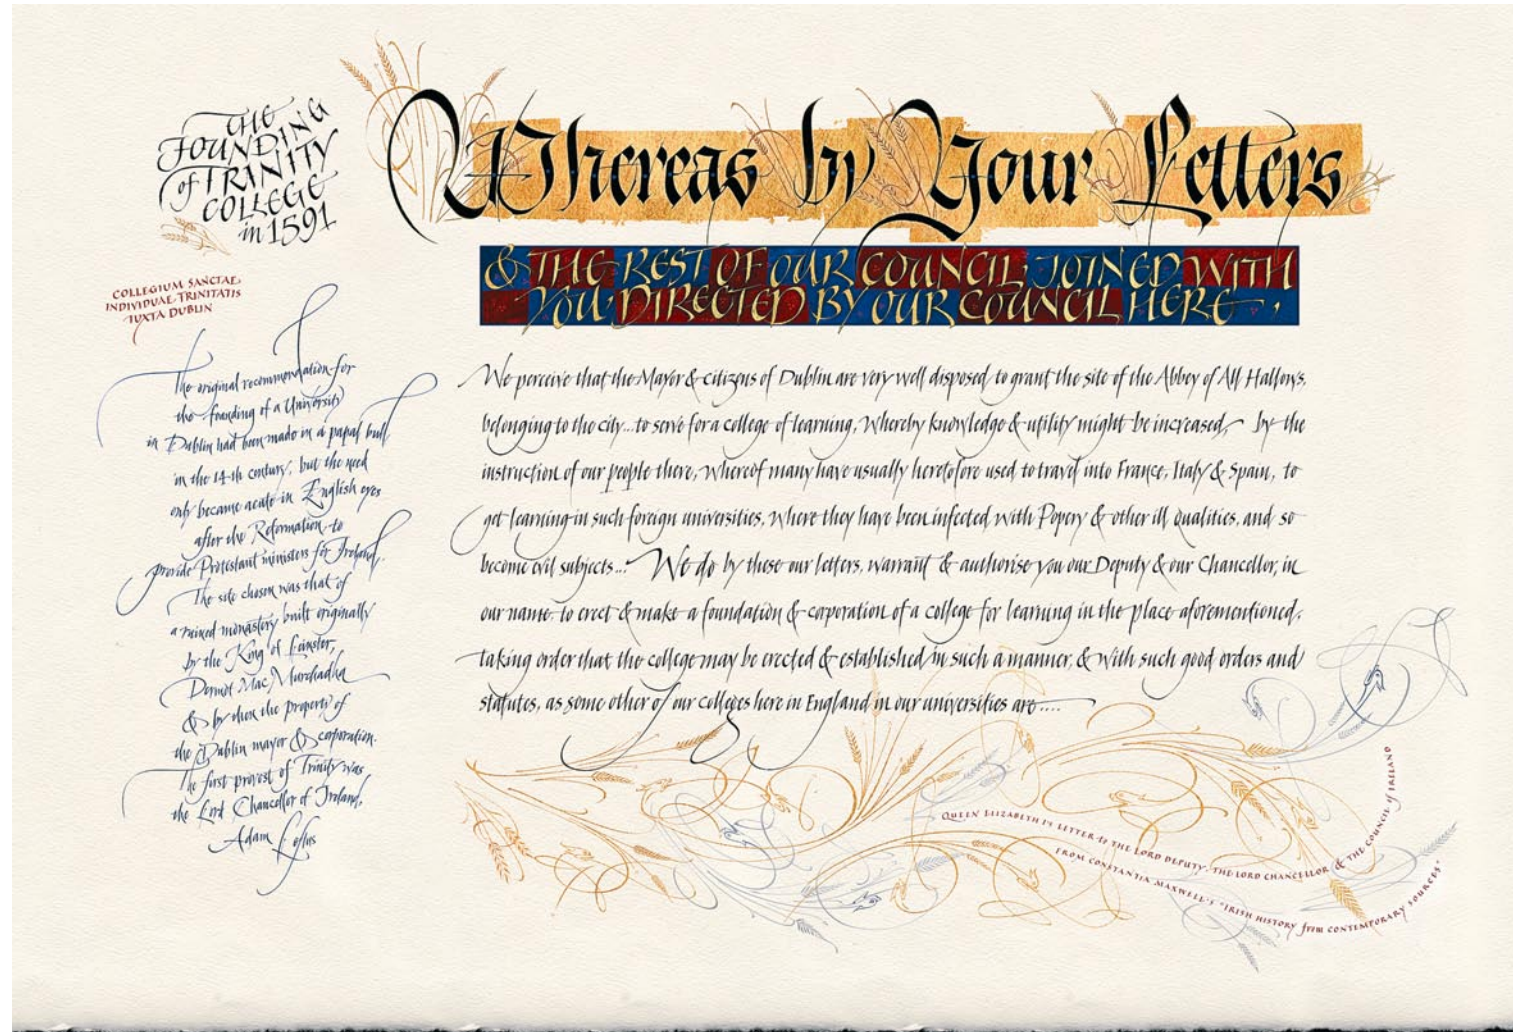 THE
FOUNDING
of TRINITY
COLLEGE
in 1591
COLLEGIUM SANCTAE
INDIVIDUAE TRINITATIS
IUXTA DUBLIN
The original recommendation for
the founding of a University
in Dublin had been made in a papal bull
in the 14th century, but the need
only became acute in English eyes
after the Reformation to
provide Protestant ministers for Ireland.
The site chosen was that of
a ruined monastery built originally
by the King of Leinster,
Dermot Mac Murchadha
& by then the property of
the Dublin mayor & corporation.
The first provost of Trinity was
the Lord Chancellor of Ireland,
Adam Loftus
Whereas by Your Letters
& THE REST OF OUR COUNCIL JOINED WITH
YOU, DIRECTED BY OUR COUNCIL HERE,
We perceive that the Mayor & citizens of Dublin are very well disposed to grant the site of the Abbey of All Hallows,
belonging to the city... to serve for a college of learning, whereby knowledge & utility might be increased, by the
instruction of our people there, whereof many have usually heretofore used to travel into France, Italy & Spain, to
get learning in such foreign universities, where they have been infected with Popery & other ill qualities, and so
become evil subjects... We do by these our letters, warrant & authorise you our Deputy & our Chancellor, in
our name to erect & make a foundation & corporation of a college for learning in the place aforementioned,
taking order that the college may be erected & established in such a manner, & with such good orders and
statutes, as some other of our colleges here in England in our universities are....
QUEEN ELIZABETH I's LETTER to THE LORD DEPUTY, THE LORD CHANCELLOR & THE COUNCIL of IRELAND
FROM CONSTANTIA MAXWELL'S "IRISH HISTORY from CONTEMPORARY SOURCES"